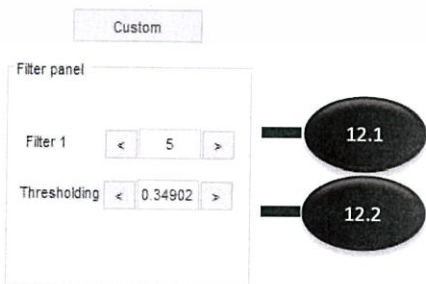 Custom
Filter panel
Filter 1 < 5 > 12.1
Thresholding < 0.34902 > 12.2